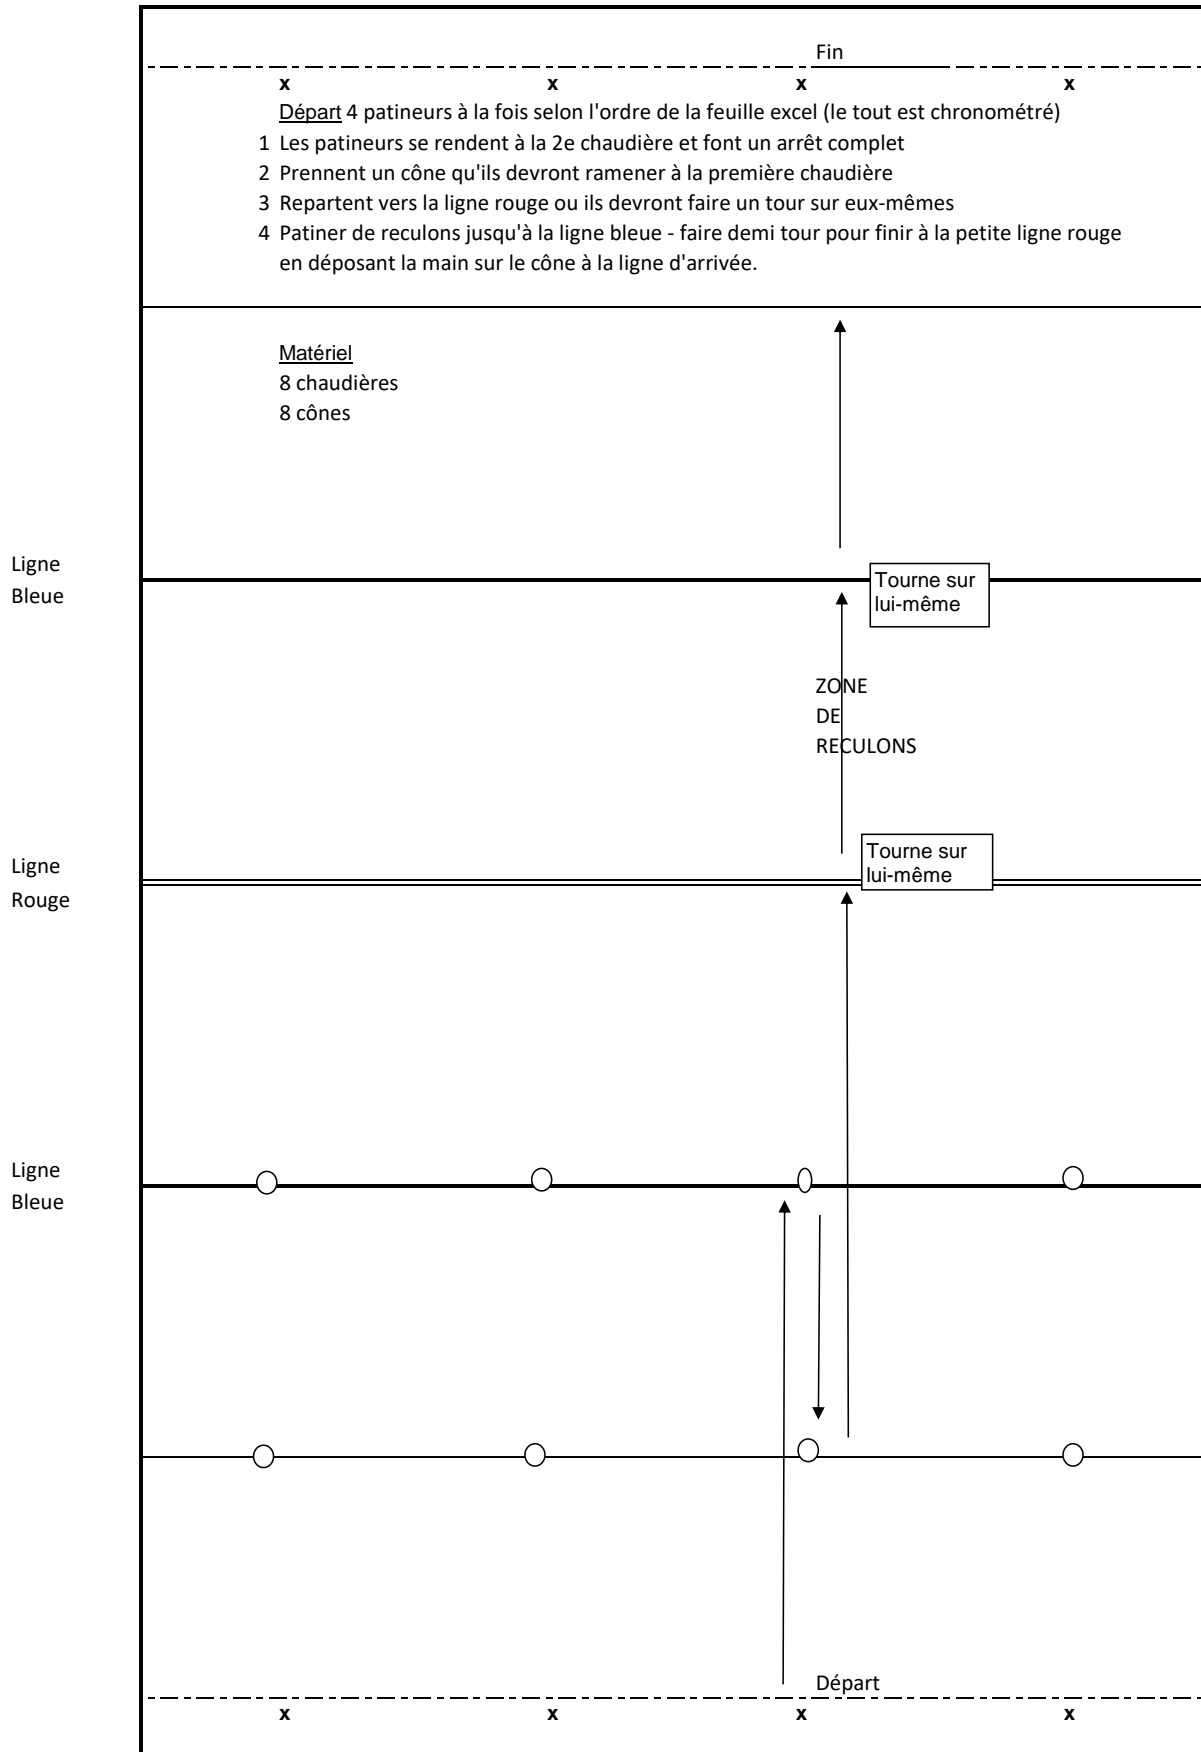 Fin
x x x x
Départ 4 patineurs à la fois selon l'ordre de la feuille excel (le tout est chronométré)
1 Les patineurs se rendent à la 2e chaudière et font un arrêt complet
2 Prennent un cône qu'ils devront ramener à la première chaudière
3 Repartent vers la ligne rouge ou ils devront faire un tour sur eux-mêmes
4 Patiner de reculons jusqu'à la ligne bleue - faire demi tour pour finir à la petite ligne rouge
en déposant la main sur le cône à la ligne d'arrivée.
Matériel
8 chaudières
8 cônes
Ligne
Bleue
Tourne sur
lui-même
ZONE
DE
RECULONS
Ligne
Rouge
Tourne sur
lui-même
Ligne
Bleue
Départ
x x x x